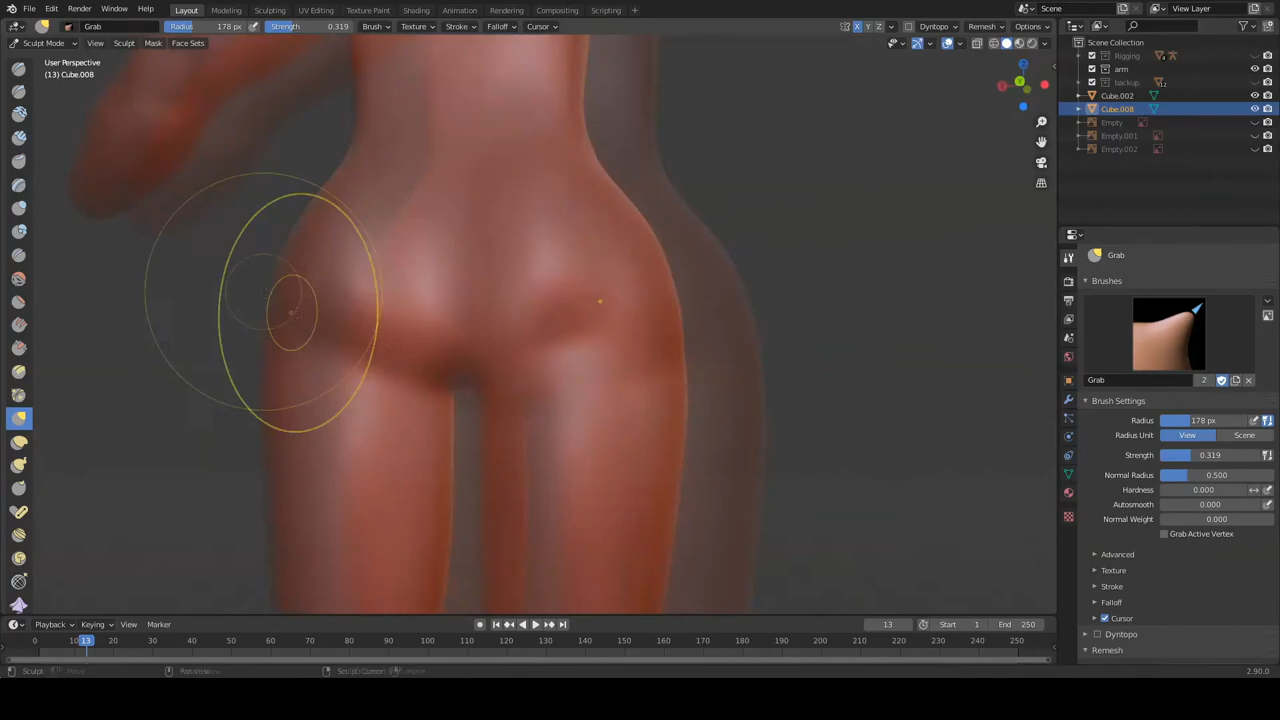 File Edit Render Window Help Layout Modeling Sculpting UV Editing Texture Paint Shading Animation Rendering Compositing Scripting + Scene View Layer
Grab Radius 178 px Strength 0.319 Brush Texture Stroke Falloff Cursor X Y Z Dyntopo Remesh Options
Sculpt Mode View Sculpt Mask Face Sets
User Perspective
(13) Cube.008
Scene Collection
Rigging 4
arm
backup 12
Cube.002
Cube.008
Empty
Empty.001
Empty.002
Grab
Brushes
Grab 2
Brush Settings
Radius 178 px
Radius Unit View Scene
Strength 0.319
Normal Radius 0.500
Hardness 0.000
Autosmooth 0.000
Normal Weight 0.000
Grab Active Vertex
Advanced
Texture
Stroke
Falloff
Cursor
Dyntopo
Remesh
Playback Keying View Marker 13 Start 1 End 250
0 10 13 20 30 40 50 60 70 80 90 100 110 120 130 140 150 160 170 180 190 200 210 220 230 240 250
Sculpt 2.90.0